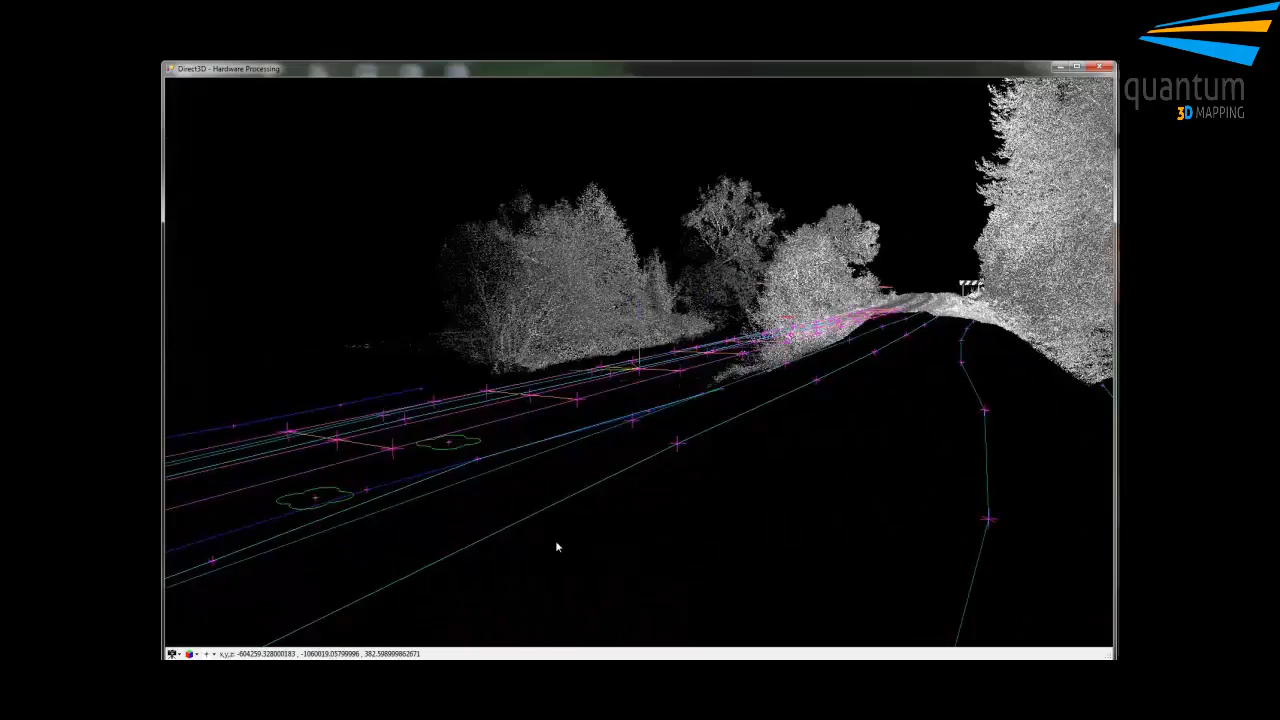 Direct3D - Hardware Processing
quantum
3D MAPPING
x,y,z: -604259.328000183 , -1060019.05799996 , 382.598999862671